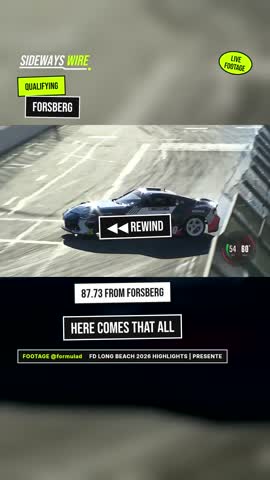 SIDEWAYS WIRE.
LIVE
FOOTAGE
QUALIFYING
FORSBERG
REWIND
54 60°
87.73 FROM FORSBERG
HERE COMES THAT ALL
FOOTAGE @formulad FD LONG BEACH 2026 HIGHLIGHTS | PRESENTE